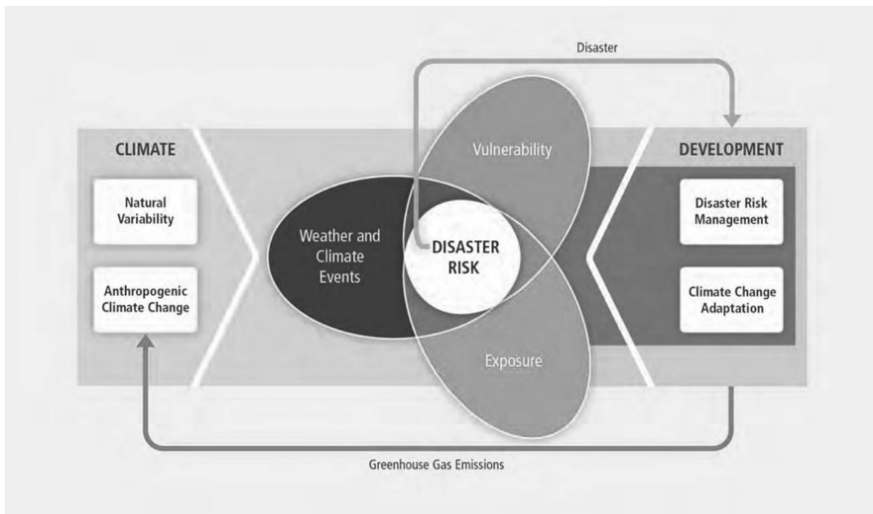 Disaster
CLIMATE
Natural
Variability
Anthropogenic
Climate Change
Weather and
Climate
Events
DISASTER
RISK
Vulnerability
Exposure
DEVELOPMENT
Disaster Risk
Management
Climate Change
Adaptation
Greenhouse Gas Emissions